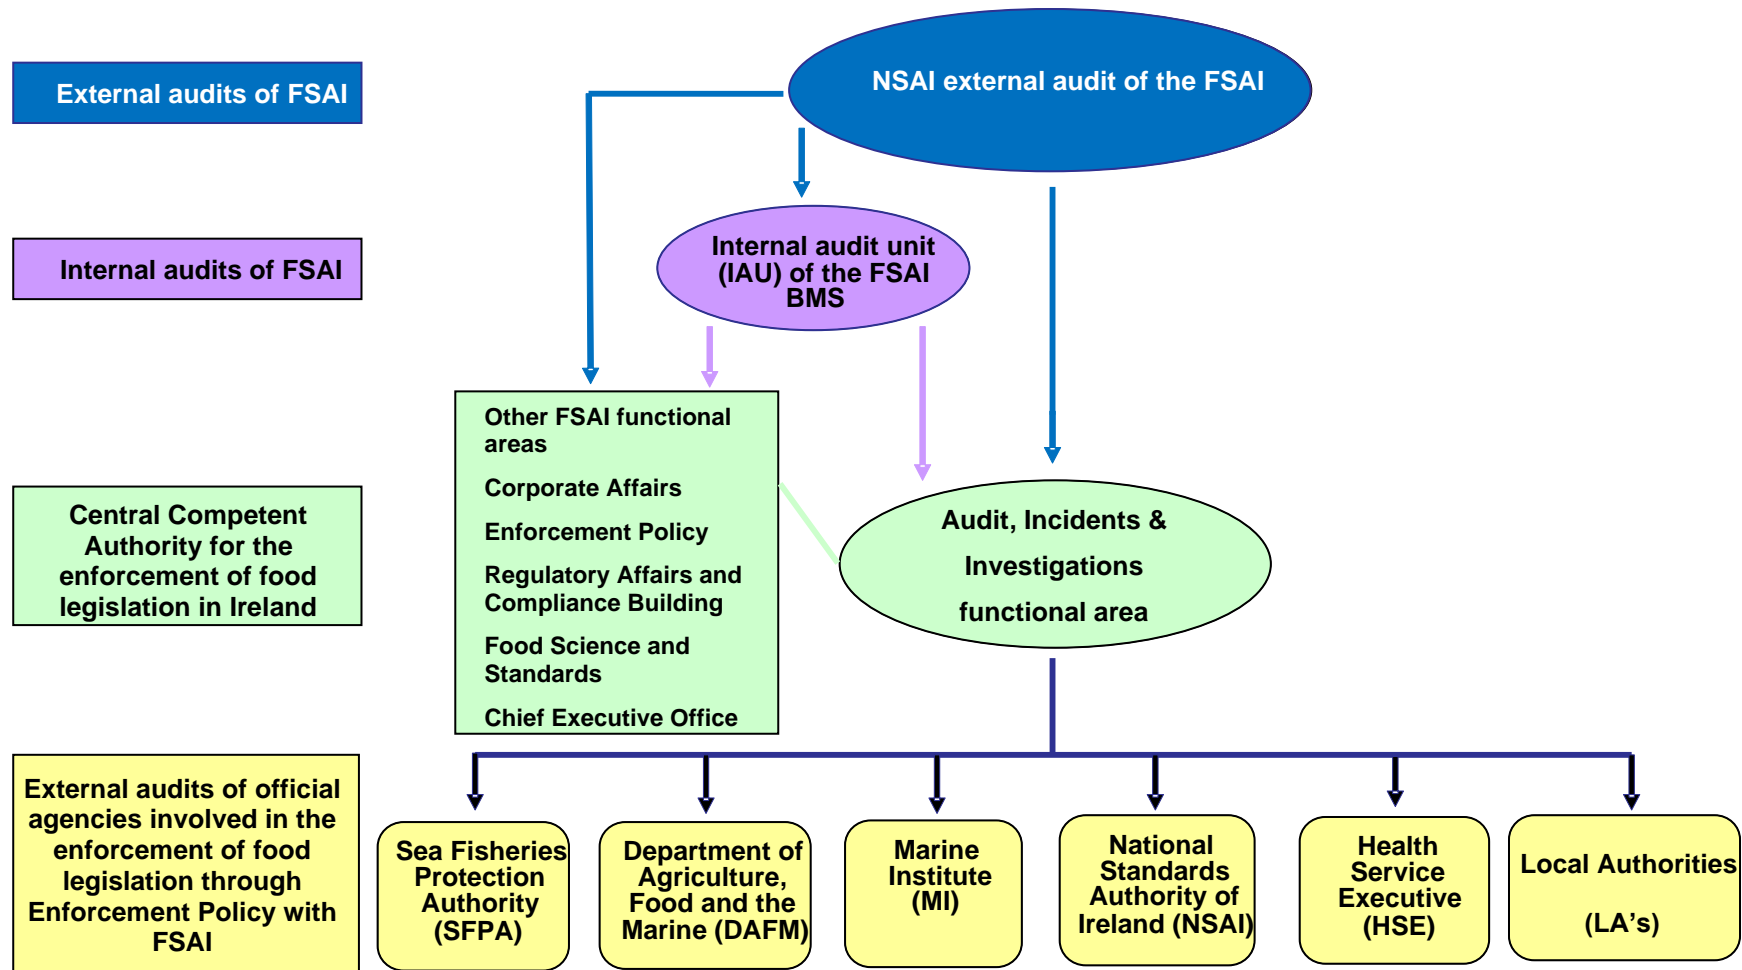 External audits of FSAI
NSAI external audit of the FSAI
Internal audits of FSAI
Internal audit unit
(IAU) of the FSAI
BMS
Central Competent
Authority for the
enforcement of food
legislation in Ireland
Other FSAI functional
areas
Corporate Affairs
Enforcement Policy
Regulatory Affairs and
Compliance Building
Food Science and
Standards
Chief Executive Office
Audit, Incidents &
Investigations
functional area
External audits of official
agencies involved in the
enforcement of food
legislation through
Enforcement Policy with
FSAI
Sea Fisheries
Protection
Authority
(SFPA)
Department of
Agriculture,
Food and the
Marine (DAFM)
Marine
Institute
(MI)
National
Standards
Authority of
Ireland (NSAI)
Health
Service
Executive
(HSE)
Local Authorities
(LA's)